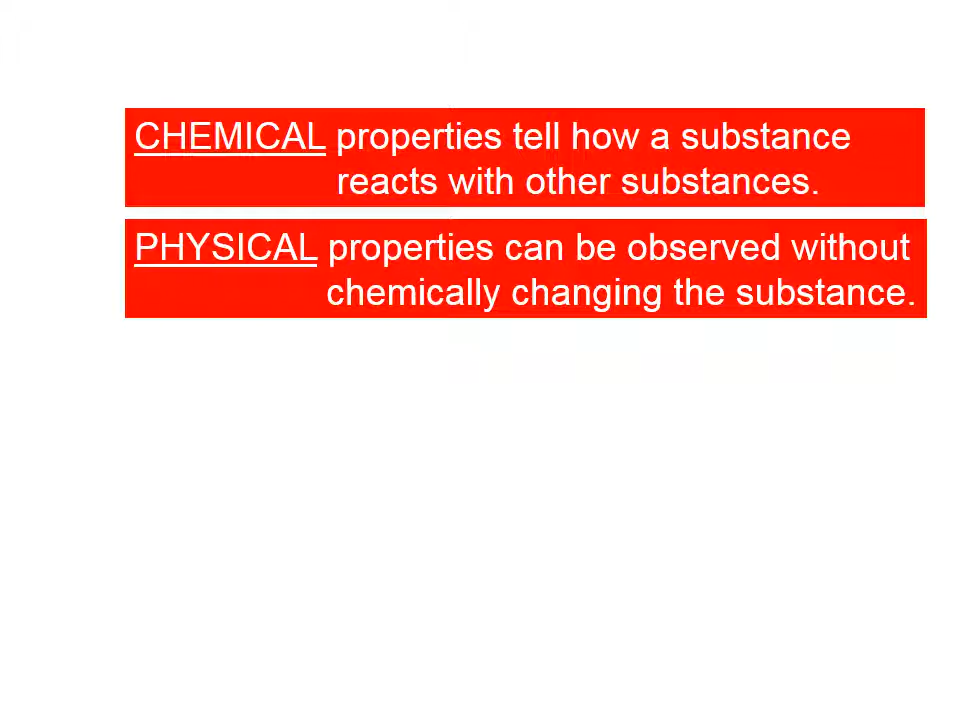 CHEMICAL properties tell how a substance
reacts with other substances.
PHYSICAL properties can be observed without
chemically changing the substance.